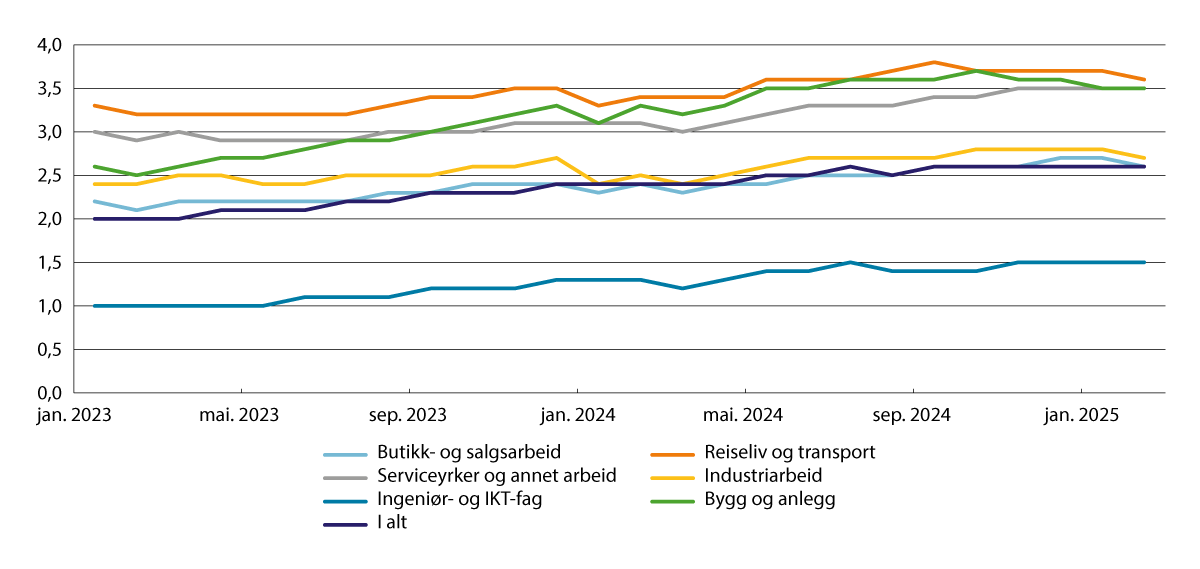 4,0
3,5
3,0
2,5
2,0
1,5
1,0
0,5
0,0
jan. 2023 mai. 2023 sep. 2023 jan. 2024 mai. 2024 sep. 2024 jan. 2025
Butikk- og salgsarbeid Reiseliv og transport
Serviceyrker og annet arbeid Industriarbeid
Ingeniør- og IKT-fag Bygg og anlegg
I alt